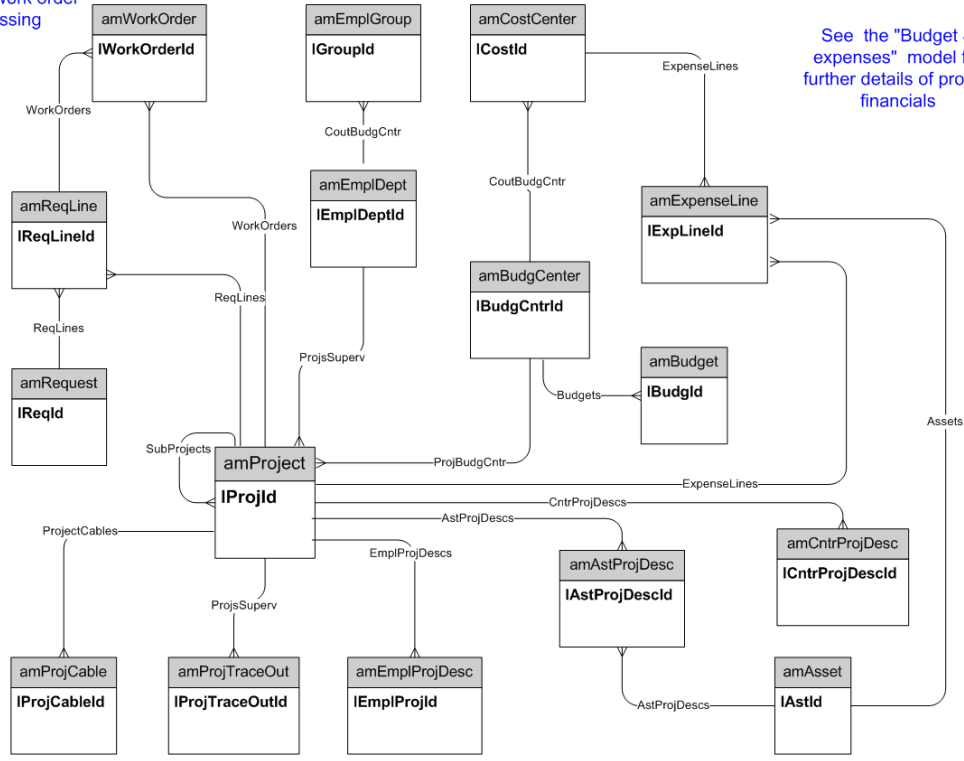 work order
ssing
amWorkOrder
lWorkOrderId
amEmplGroup
lGroupId
amCostCenter
lCostId
See the "Budget
expenses" model
further details of
financials
ExpenseLines
WorkOrders
CoutBudgCntr
CoutBudgCntr
amEmplDept
lEmplDeptId
amReqLine
lReqLineId
amExpenseLine
lExpLineId
WorkOrders
amBudgCenter
lBudgCntrId
ReqLines
ReqLines
ProjsSuperv
amBudget
lBudgId
amRequest
lReqId
Budgets
Assets
SubProjects
amProject
lProjId
ProjBudgCntr
ExpenseLines
CntrProjDescs
AstProjDescs
ProjectCables
EmplProjDescs
amCntrProjDesc
lCntrProjDescId
amAstProjDesc
lAstProjDescId
ProjsSuperv
amProjCable
lProjCableId
amProjTraceOut
lProjTraceOutId
amEmplProjDesc
lEmplProjId
amAsset
lAstId
AstProjDescs